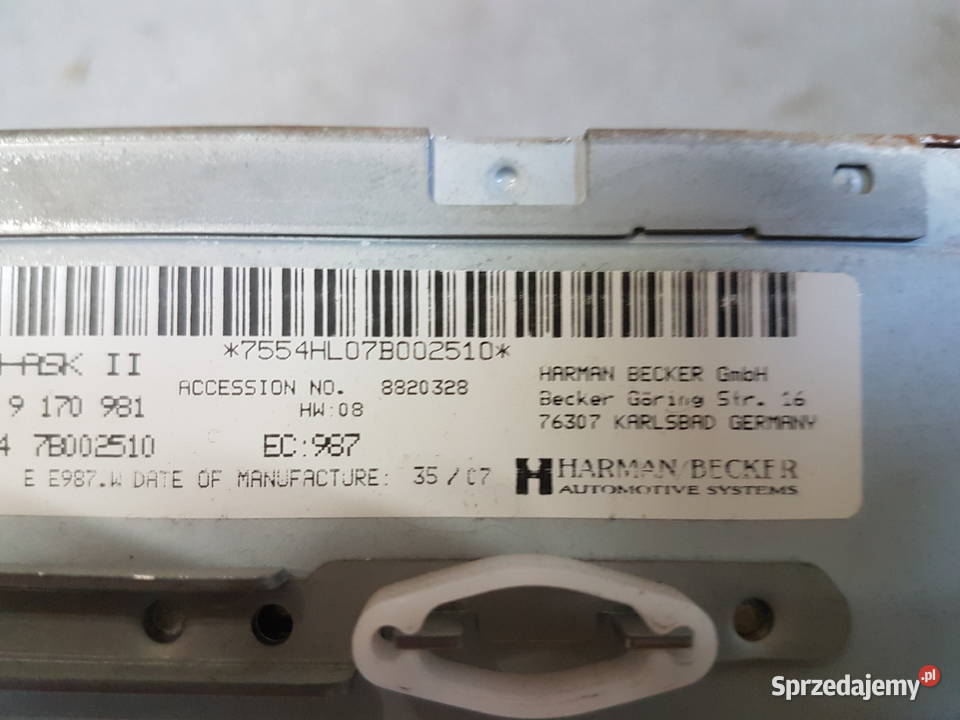 *7554HL07B002510*
HASK II
ACCESSION NO. 8820328
9 170 981
HW:08
4 7B002510
EC:987
E E987.W DATE OF MANUFACTURE: 35 / 07
HARMAN BECKER GmbH
Becker Göring Str. 16
76307 KARLSBAD GERMANY
HARMAN/BECKER
AUTOMOTIVE SYSTEMS
Sprzedajemy.pl